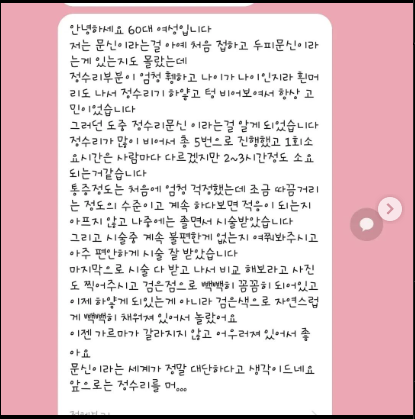 안녕하세요 60대 여성입니다
저는 문신이라는걸 아예 처음 접하고 두피문신이라
는게 있는지도 몰랐는데
정수리부분이 엄청 휑하고 나이가 나이인지라 흰머
리도 나서 정수리기 하얗고 텅 비어보여서 항상 고
민이었습니다
그러던 도중 정수리문신 이라는걸 알게 되었습니다
정수리가 많이 비어서 총 5번으로 진행했고 1회소
요시간은 사람마다 다르겠지만 2~3시간정도 소요
되는거같습니다
통증정도는 처음에 엄청 걱정했는데 조금 따끔거리
는 정도의 수준이고 계속 하다보면 적응이 되는지
아프지 않고 나중에는 졸면서 시술받았습니다
그리고 시술중 계속 불편한게 없는지 여쭤봐주시고
아주 편안하게 시술 잘 받았습니다
마지막으로 시술 다 받고 나서 비교 해보라고 사진
도 찍어주시고 검은점으로 빽빽히 꼼꼼히 되어있고
이제 하얗게 되있는게 아니라 검은색으로 자연스럽
게 빽빽히 채워져 있어서 놀랐어요
이젠 가르마가 갈라지지 않고 어우러져 있어서 좋
아요
문신이라는 세계가 정말 대단하다고 생각이드네요
앞으로는 정수리를 머...